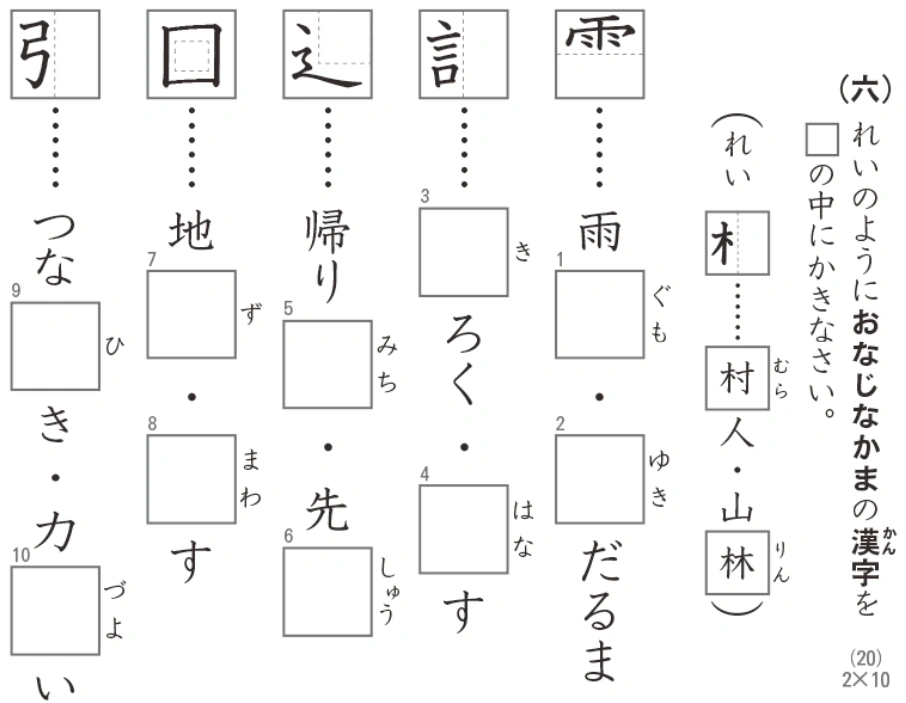 (六) れいのようにおなじなかまの漢字を
かん
□の中にかきなさい。
(20)
2×10
(れい 木……村人・山林)
むら
りん
雨……雨□・□だるま
1 ぐも
2 ゆき
言……□ろく・□す
3 き
4 はな
辶……帰り□・先□
5 みち
6 しゅう
囗……地□・□す
7 ず
8 まわ
弓……つな□き・力□い
9 ひ
10 づよ